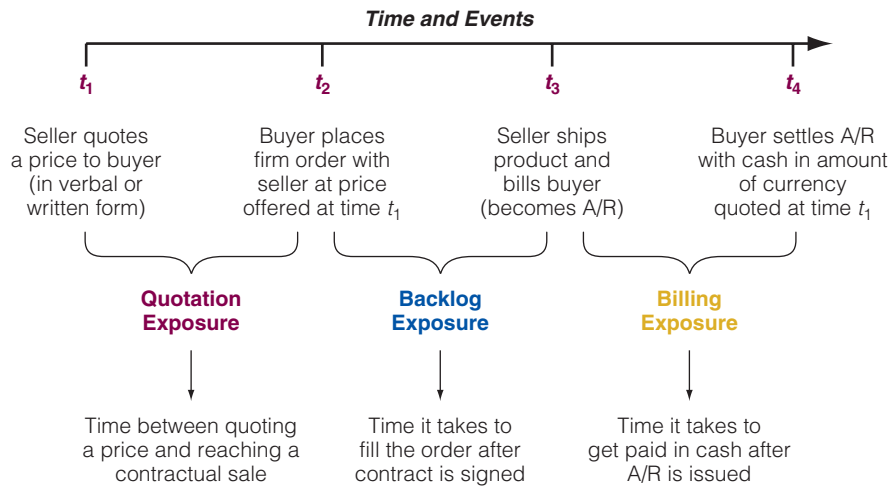 Time and Events
t1
t2
t3
t4
Seller quotes
a price to buyer
(in verbal or
written form)
Buyer places
firm order with
seller at price
offered at time t1
Seller ships
product and
bills buyer
(becomes A/R)
Buyer settles A/R
with cash in amount
of currency
quoted at time t1
Quotation
Exposure
Backlog
Exposure
Billing
Exposure
Time between quoting
a price and reaching a
contractual sale
Time it takes to
fill the order after
contract is signed
Time it takes to
get paid in cash after
A/R is issued